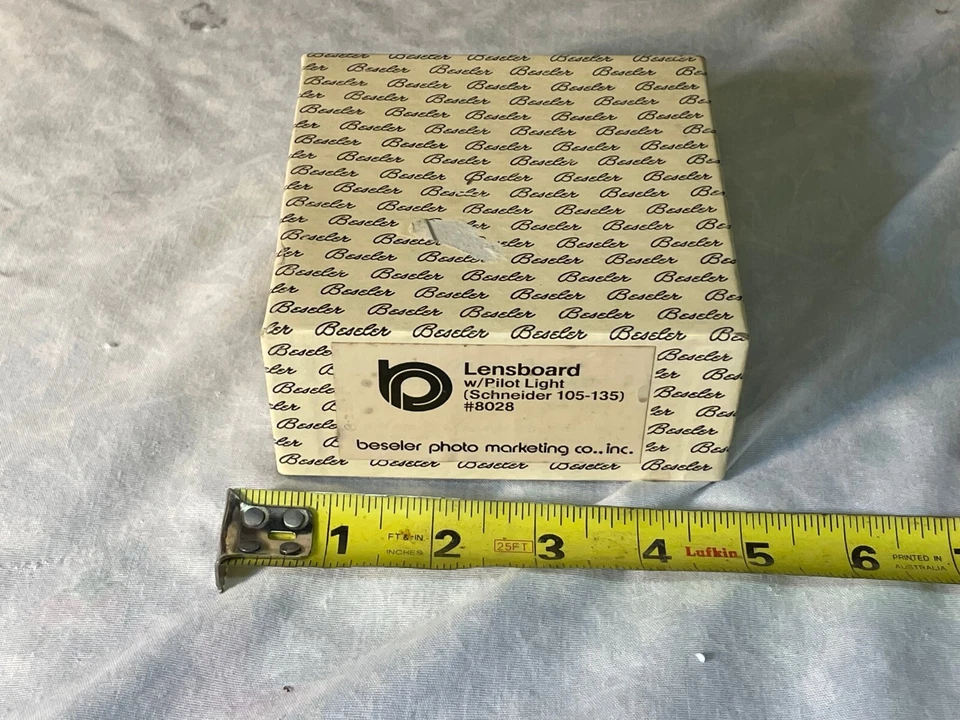 Beseler
Lensboard
w/Pilot Light
(Schneider 105-135)
#8028
beseler photo marketing co., inc.
1 2 3 4 5 6
FT & IN
INCHES
25FT
Lufkin
PRINTED IN
AUSTRALIA